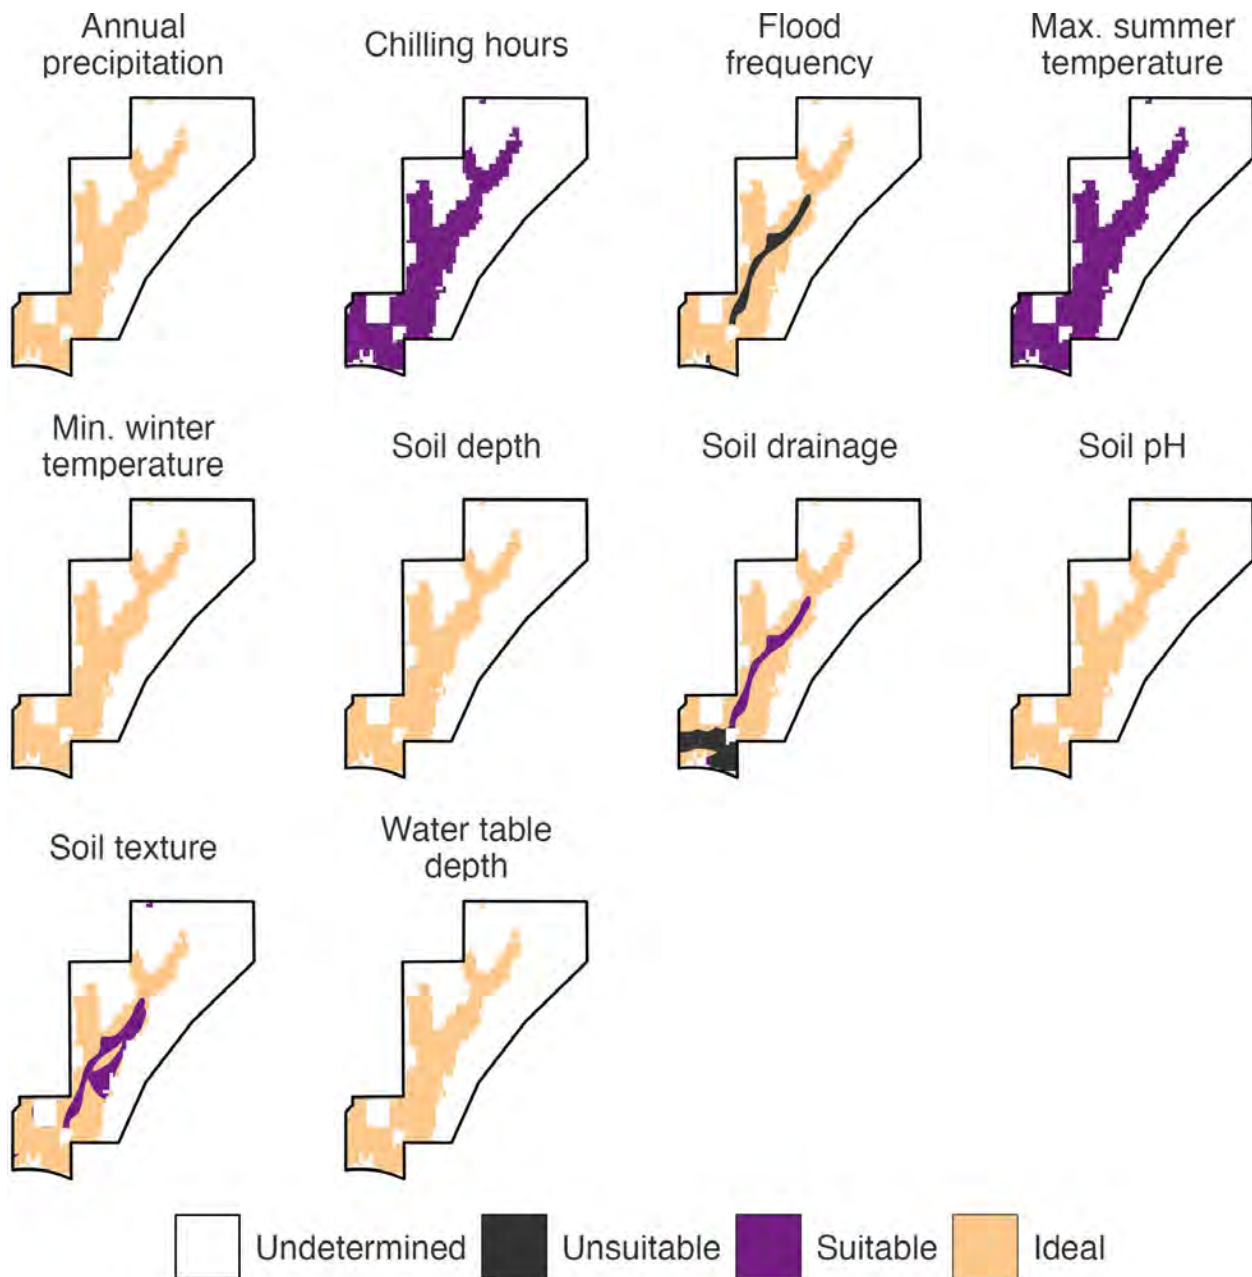 Annual
precipitation
Chilling hours
Flood
frequency
Max. summer
temperature
Min. winter
temperature
Soil depth
Soil drainage
Soil pH
Soil texture
Water table
depth
Undetermined
Unsuitable
Suitable
Ideal